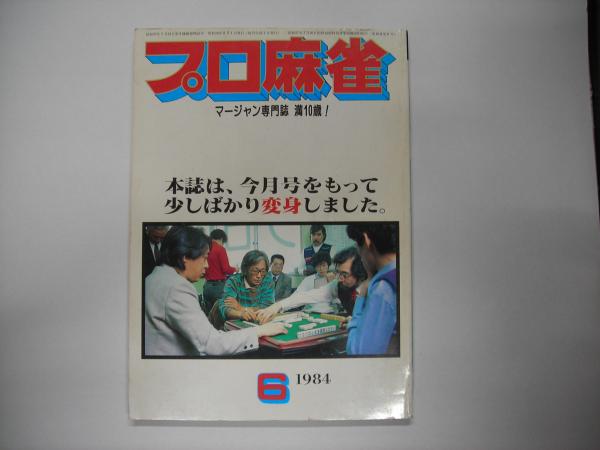 プロ麻雀
マージャン専門誌 満10歳!
本誌は、今月号をもって
少しばかり変身しました。
6 1984